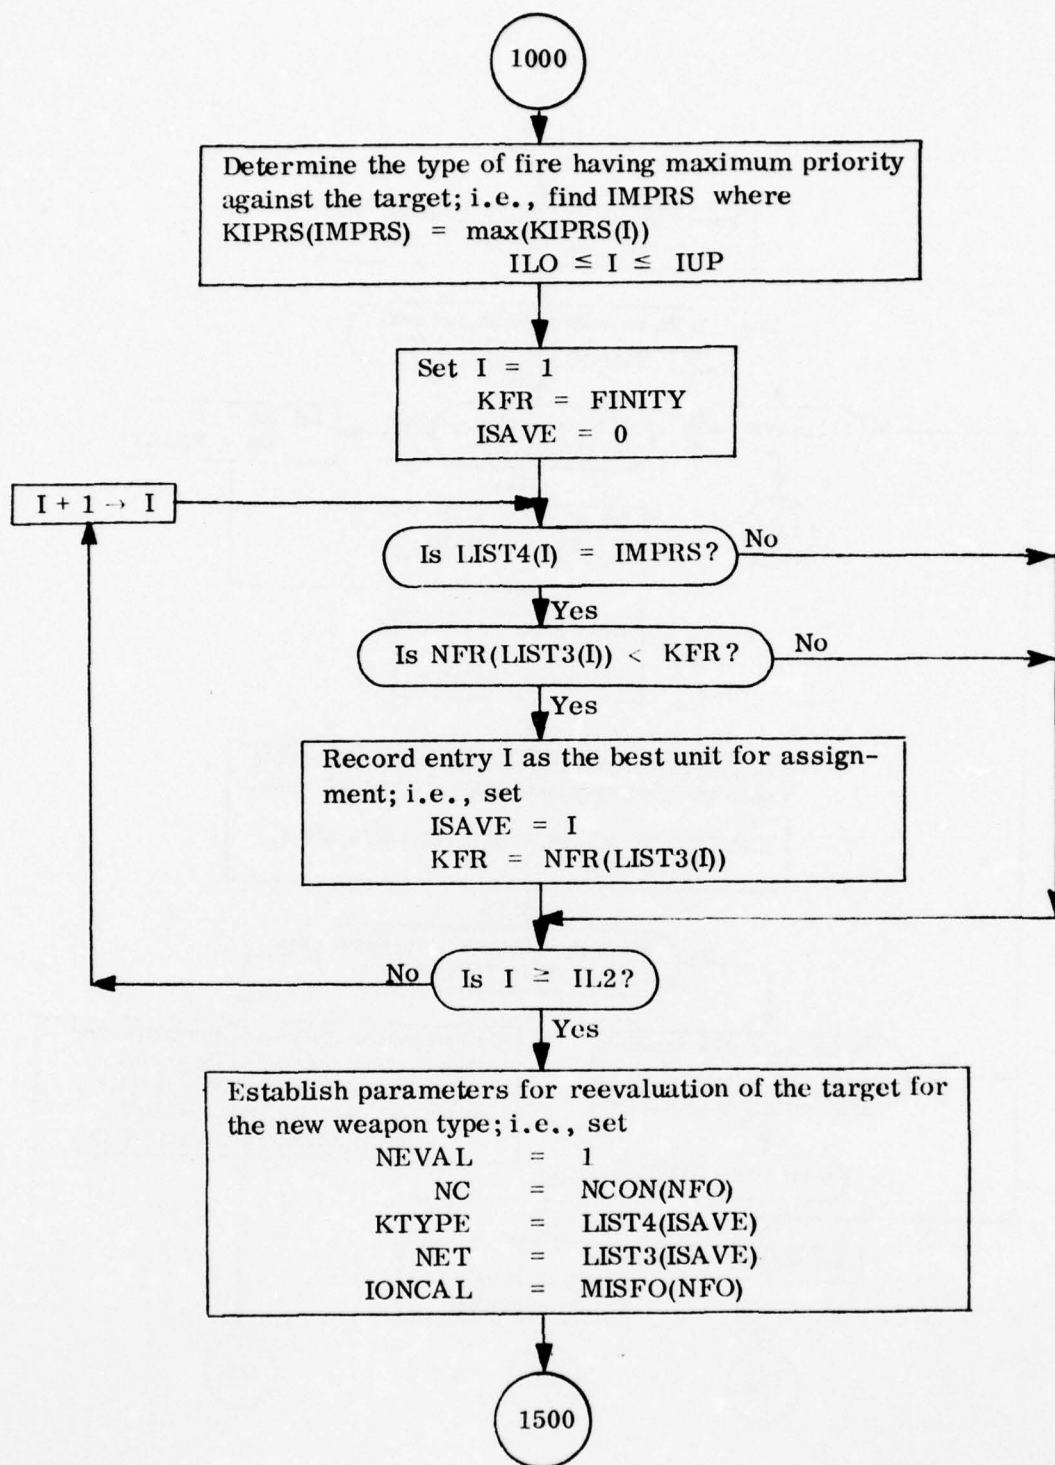 1000
Determine the type of fire having maximum priority
against the target; i.e., find IMPRS where
KIPRS(IMPRS) = max(KIPRS(I))
ILO ≤ I ≤ IUP
Set I = 1
KFR = FINITY
ISAVE = 0
I + 1 → I
Is LIST4(I) = IMPRS?
No
Yes
Is NFR(LIST3(I)) < KFR?
No
Yes
Record entry I as the best unit for assign-
ment; i.e., set
ISAVE = I
KFR = NFR(LIST3(I))
No
Is I ≥ IL2?
Yes
Establish parameters for reevaluation of the target for
the new weapon type; i.e., set
NEVAL = 1
NC = NCON(NFO)
KTYPE = LIST4(ISAVE)
NET = LIST3(ISAVE)
IONCAL = MISFO(NFO)
1500